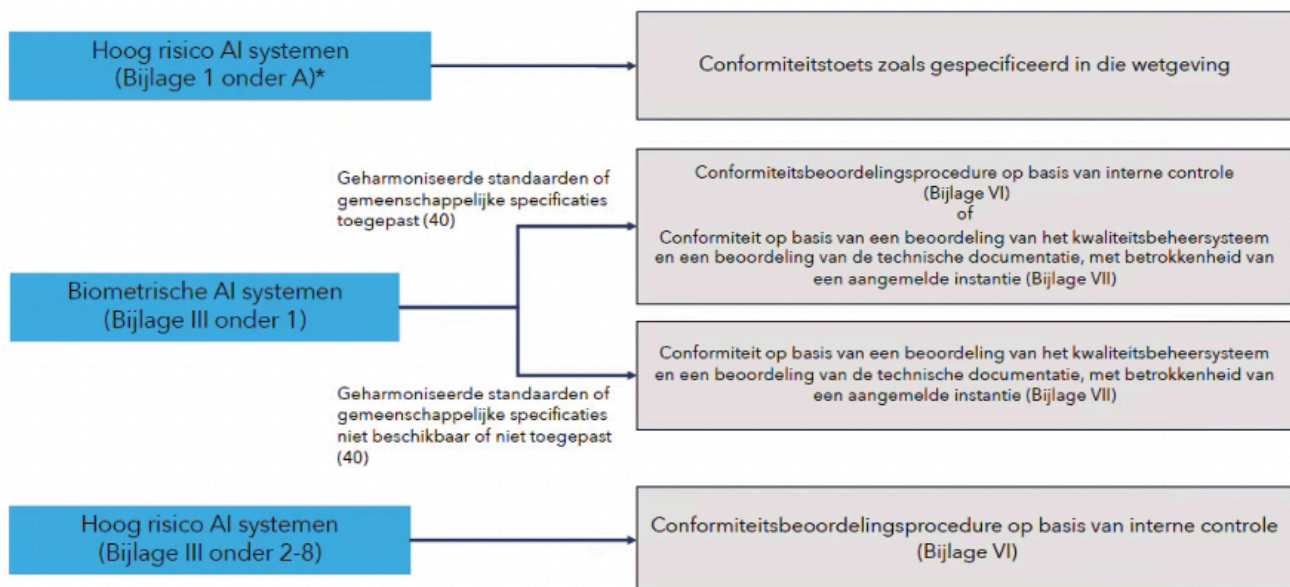 Hoog risico AI systemen
(Bijlage 1 onder A)*
Conformiteitstoets zoals gespecificeerd in die wetgeving
Geharmoniseerde standaarden of
gemeenschappelijke specificaties
toegepast (40)
Conformiteitsbeoordelingsprocedure op basis van interne controle
(Bijlage VI)
of
Conformiteit op basis van een beoordeling van het kwaliteitsbeheersysteem
en een beoordeling van de technische documentatie, met betrokkenheid van
een aangemelde instantie (Bijlage VII)
Biometrische AI systemen
(Bijlage III onder 1)
Conformiteit op basis van een beoordeling van het kwaliteitsbeheersysteem
en een beoordeling van de technische documentatie, met betrokkenheid van
een aangemelde instantie (Bijlage VII)
Geharmoniseerde standaarden of
gemeenschappelijke specificaties
niet beschikbaar of niet toegepast
(40)
Hoog risico AI systemen
(Bijlage III onder 2-8)
Conformiteitsbeoordelingsprocedure op basis van interne controle
(Bijlage VI)